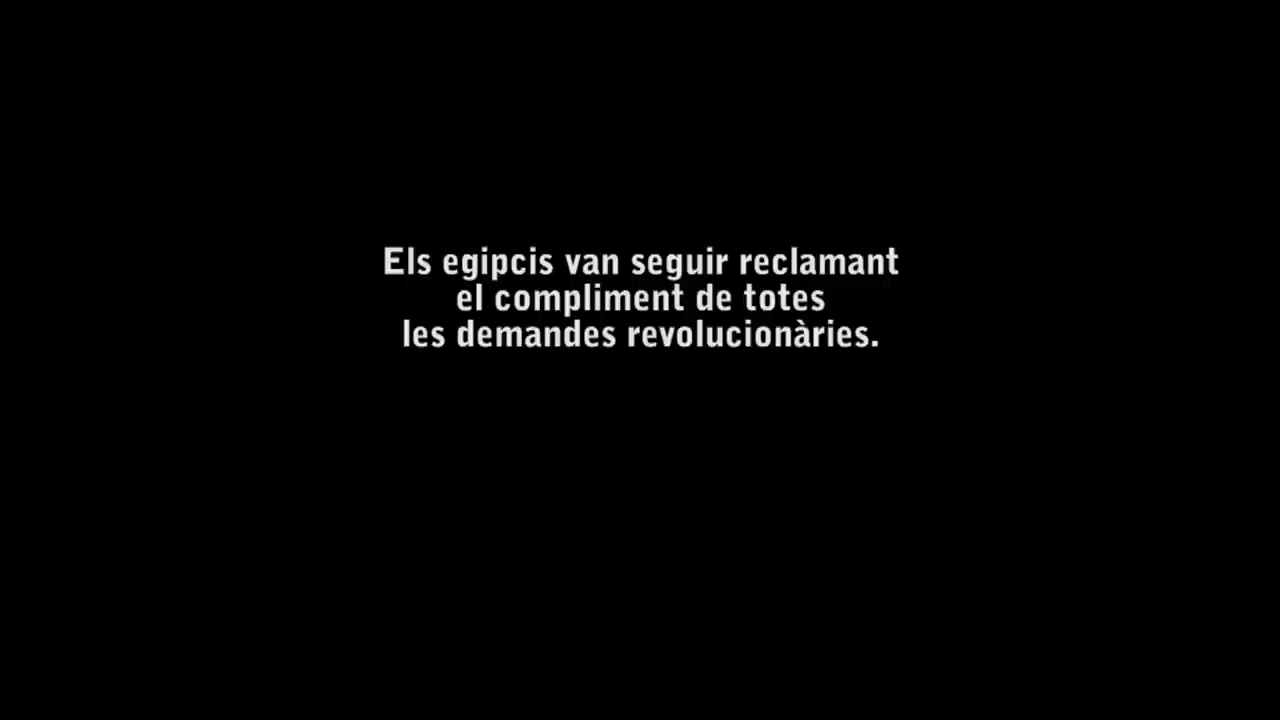 Els egipcis van seguir reclamant
el compliment de totes
les demandes revolucionàries.